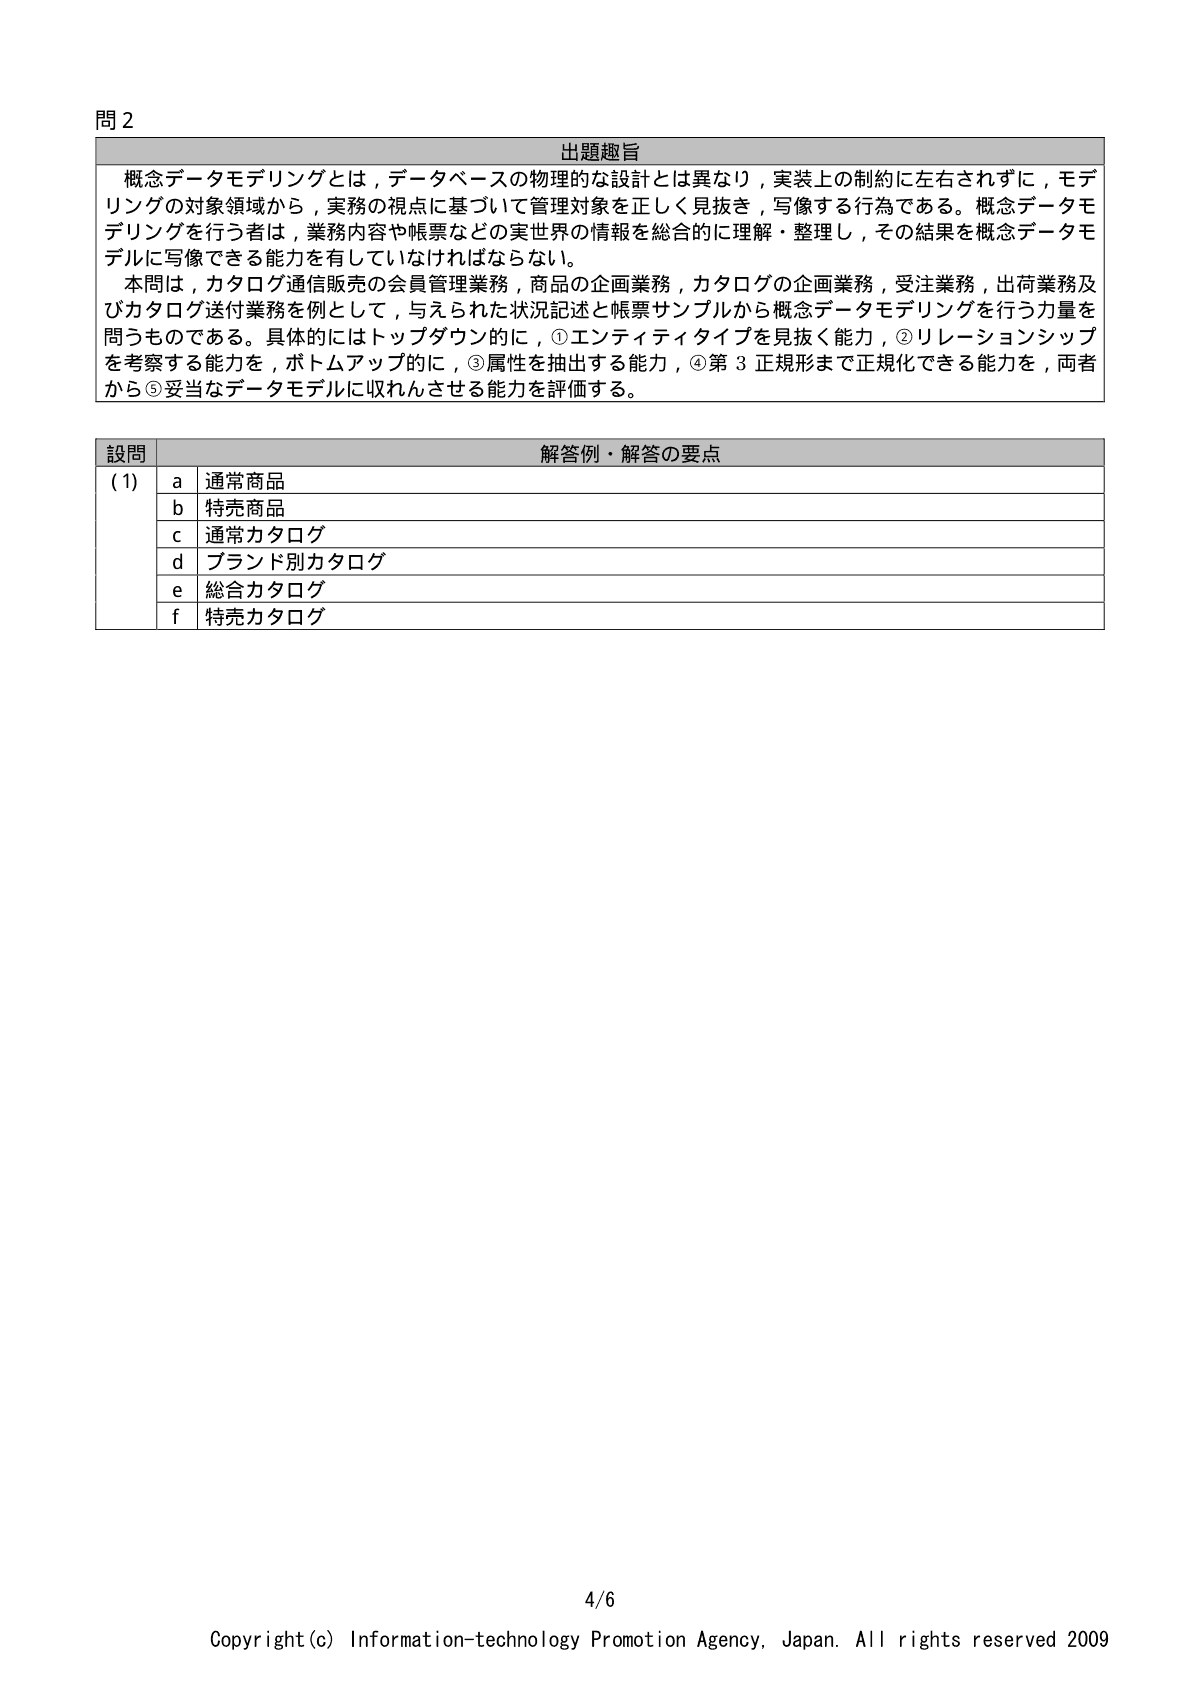 問2
出題趣旨
概念データモデリングとは，データベースの物理的な設計とは異なり，実装上の制約に左右されずに，モデ
リングの対象領域から，実務の視点に基づいて管理対象を正しく見抜き，写像する行為である。概念データモ
デリングを行う者は，業務内容や帳票などの実世界の情報を総合的に理解・整理し，その結果を概念データモ
デルに写像できる能力を有していなければならない。
本問は，カタログ通信販売の会員管理業務，商品の企画業務，カタログの企画業務，受注業務，出荷業務及
びカタログ送付業務を例として，与えられた状況記述と帳票サンプルから概念データモデリングを行う力量を
問うものである。具体的にはトップダウン的に，①エンティティタイプを見抜く能力，②リレーションシップ
を考察する能力を，ボトムアップ的に，③属性を抽出する能力，④第 3 正規形まで正規化できる能力を，両者
から⑤妥当なデータモデルに収れんさせる能力を評価する。
設問 解答例・解答の要点
(1) a 通常商品
b 特売商品
c 通常カタログ
d ブランド別カタログ
e 総合カタログ
f 特売カタログ
4/6
Copyright(c) Information-technology Promotion Agency, Japan. All rights reserved 2009